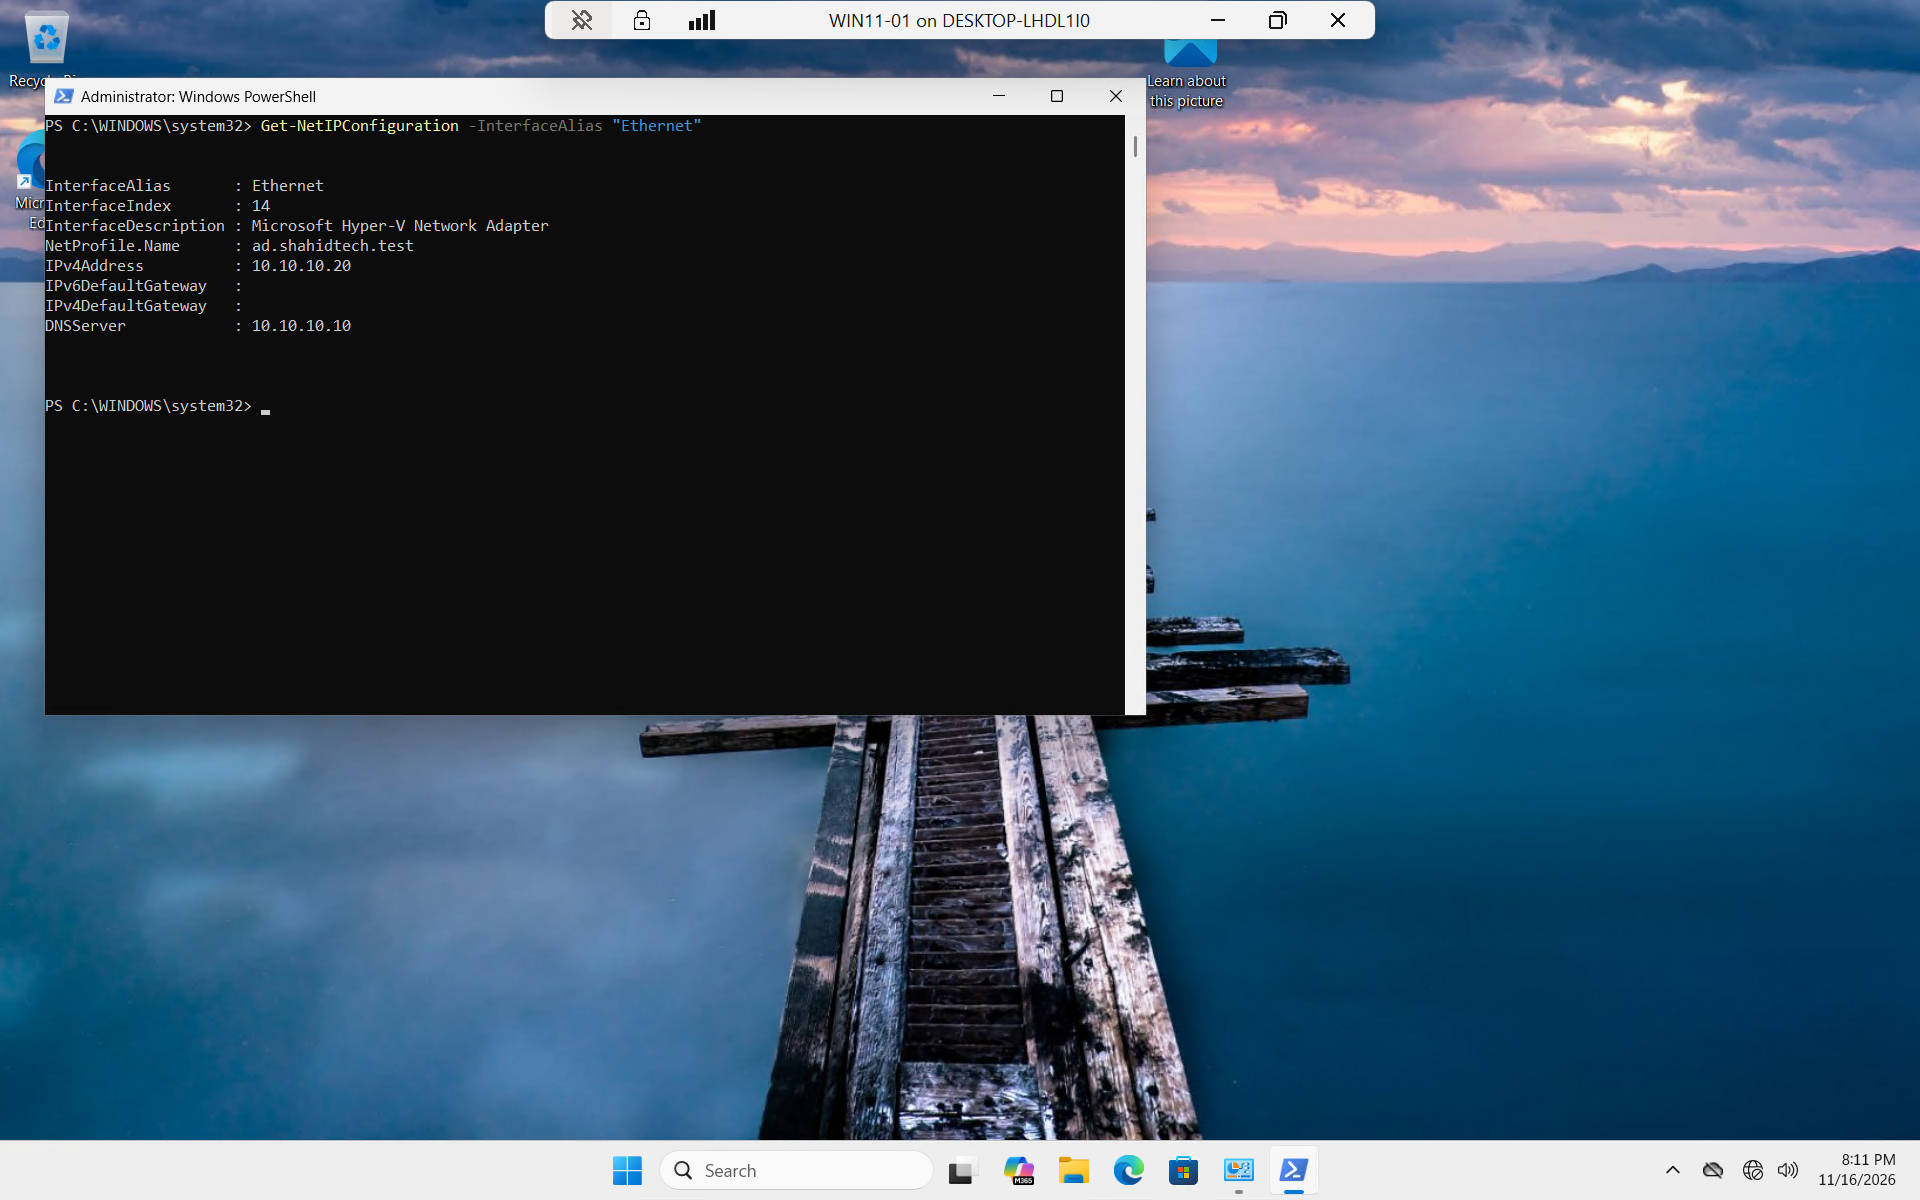 WIN11-01 on DESKTOP-LHDL1I0
Learn about
this picture
Administrator: Windows PowerShell
PS C:\WINDOWS\system32> Get-NetIPConfiguration -InterfaceAlias "Ethernet"
InterfaceAlias : Ethernet
InterfaceIndex : 14
InterfaceDescription : Microsoft Hyper-V Network Adapter
NetProfile.Name : ad.shahidtech.test
IPv4Address : 10.10.10.20
IPv6DefaultGateway :
IPv4DefaultGateway :
DNSServer : 10.10.10.10
PS C:\WINDOWS\system32>
Search
M365
8:11 PM
11/16/2026